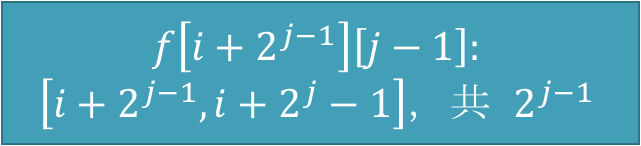 f[i + 2^{j−1}][j − 1]:
[i + 2^{j−1}, i + 2^j − 1]， 共 2^{j−1}